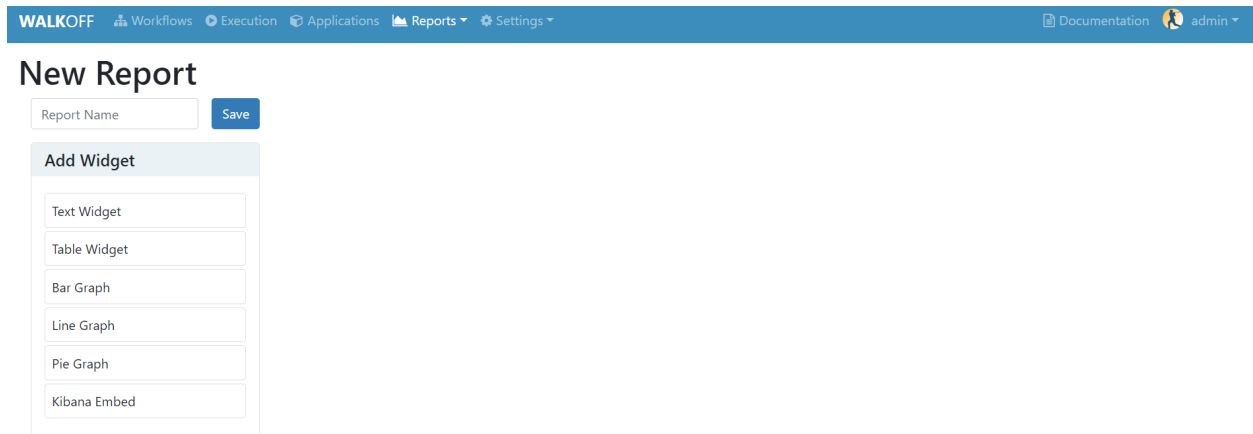 WALKOFF Workflows Execution Applications Reports Settings Documentation admin
New Report
Report Name Save
Add Widget
Text Widget
Table Widget
Bar Graph
Line Graph
Pie Graph
Kibana Embed